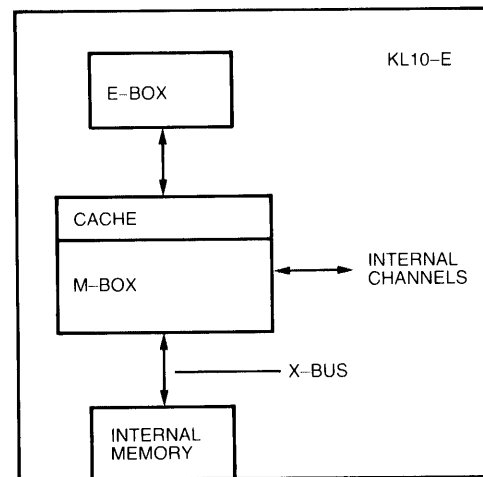 KL10-E
E-BOX
CACHE
M-BOX
INTERNAL
CHANNELS
X-BUS
INTERNAL
MEMORY